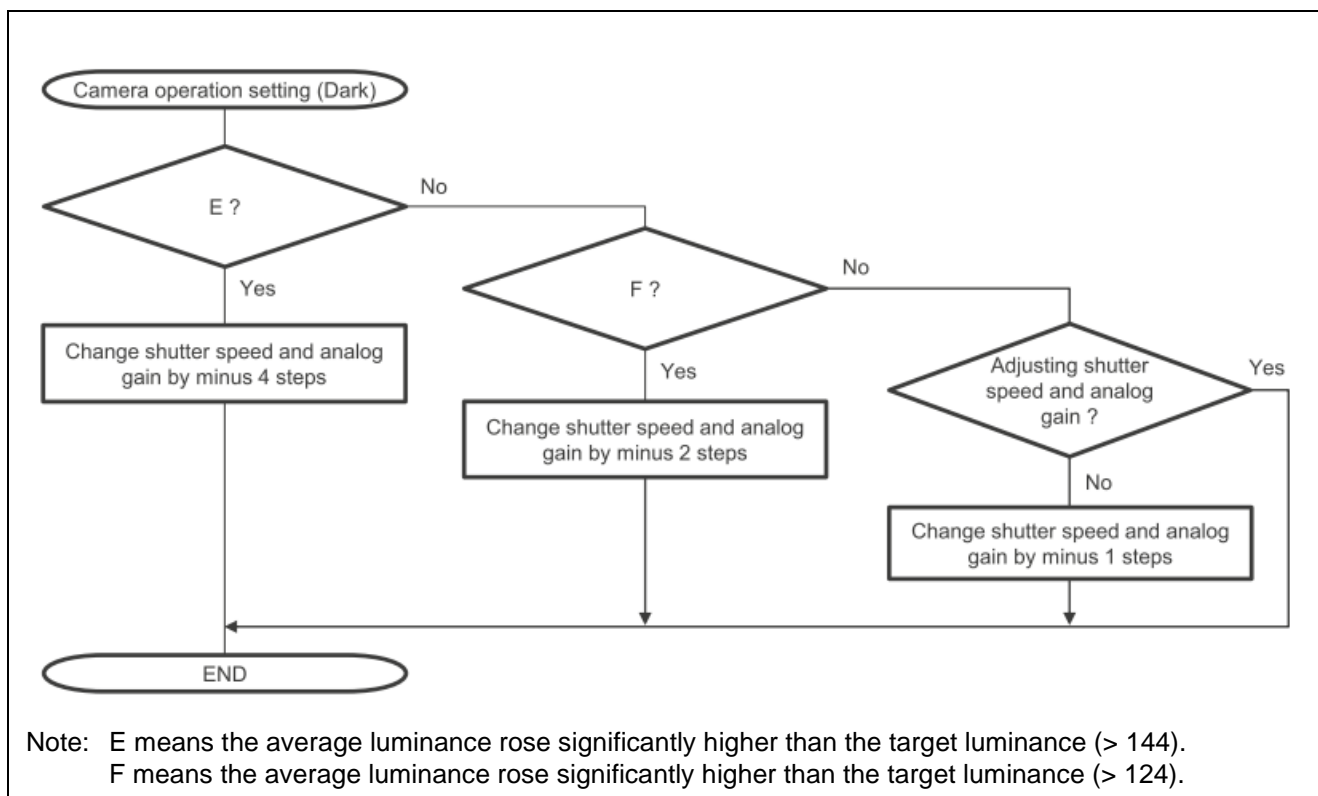 Camera operation setting (Dark)
E ?
No
Yes
Change shutter speed and analog
gain by minus 4 steps
F ?
No
Yes
Change shutter speed and analog
gain by minus 2 steps
Adjusting shutter
speed and analog
gain ?
Yes
No
Change shutter speed and analog
gain by minus 1 steps
END
Note: E means the average luminance rose significantly higher than the target luminance (> 144).
F means the average luminance rose significantly higher than the target luminance (> 124).